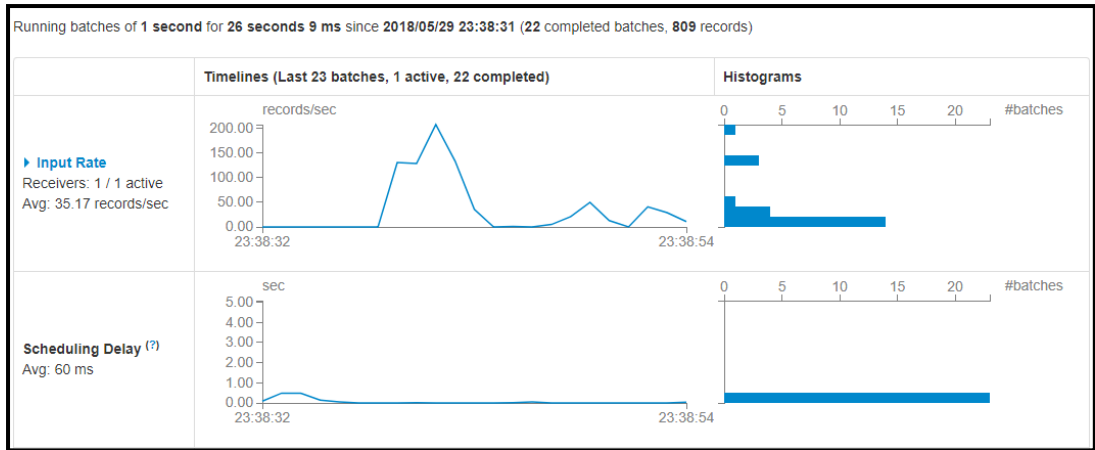 Running batches of 1 second for 26 seconds 9 ms since 2018/05/29 23:38:31 (22 completed batches, 809 records)
Timelines (Last 23 batches, 1 active, 22 completed)
Histograms
Input Rate
Receivers: 1 / 1 active
Avg: 35.17 records/sec
records/sec
200.00
150.00
100.00
50.00
0.00
23:38:32
23:38:54
0 5 10 15 20 #batches
Scheduling Delay (?)
Avg: 60 ms
sec
5.00
4.00
3.00
2.00
1.00
0.00
23:38:32
23:38:54
0 5 10 15 20 #batches